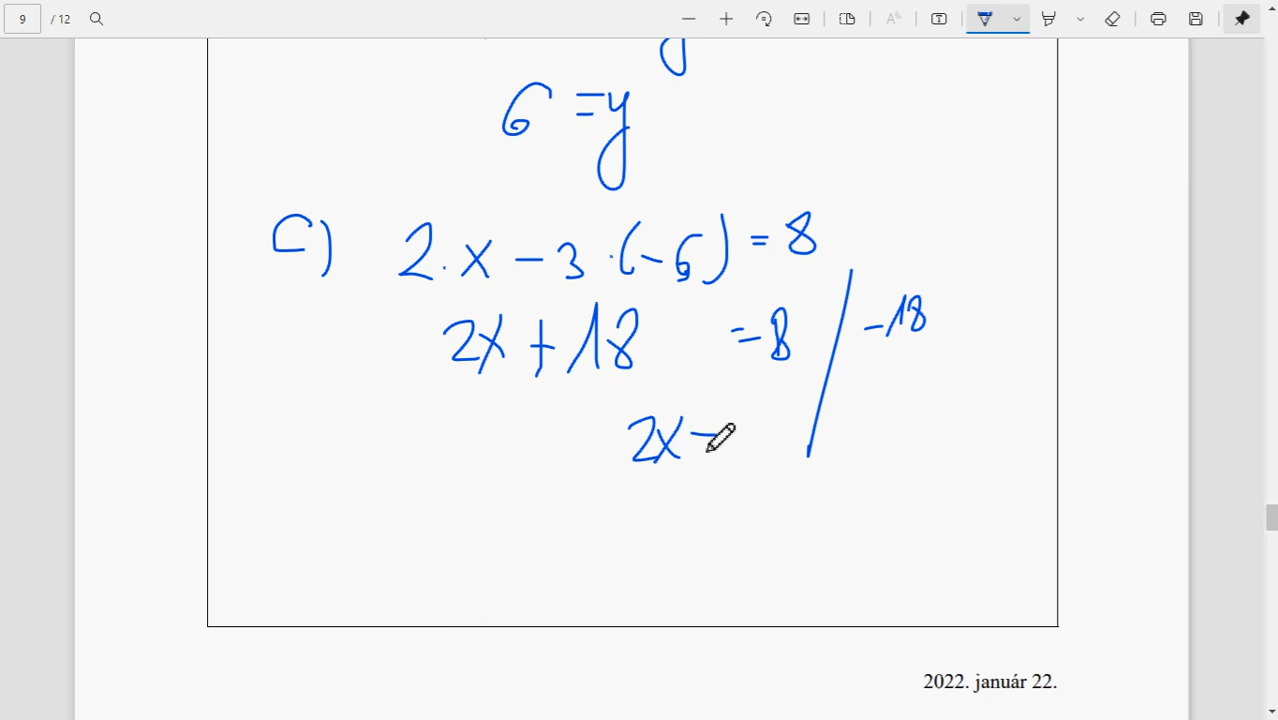 9 / 12
6 = y
c) 2 · x - 3 · (-6) = 8
2x + 18 = 8 / -18
2x -
2022. január 22.